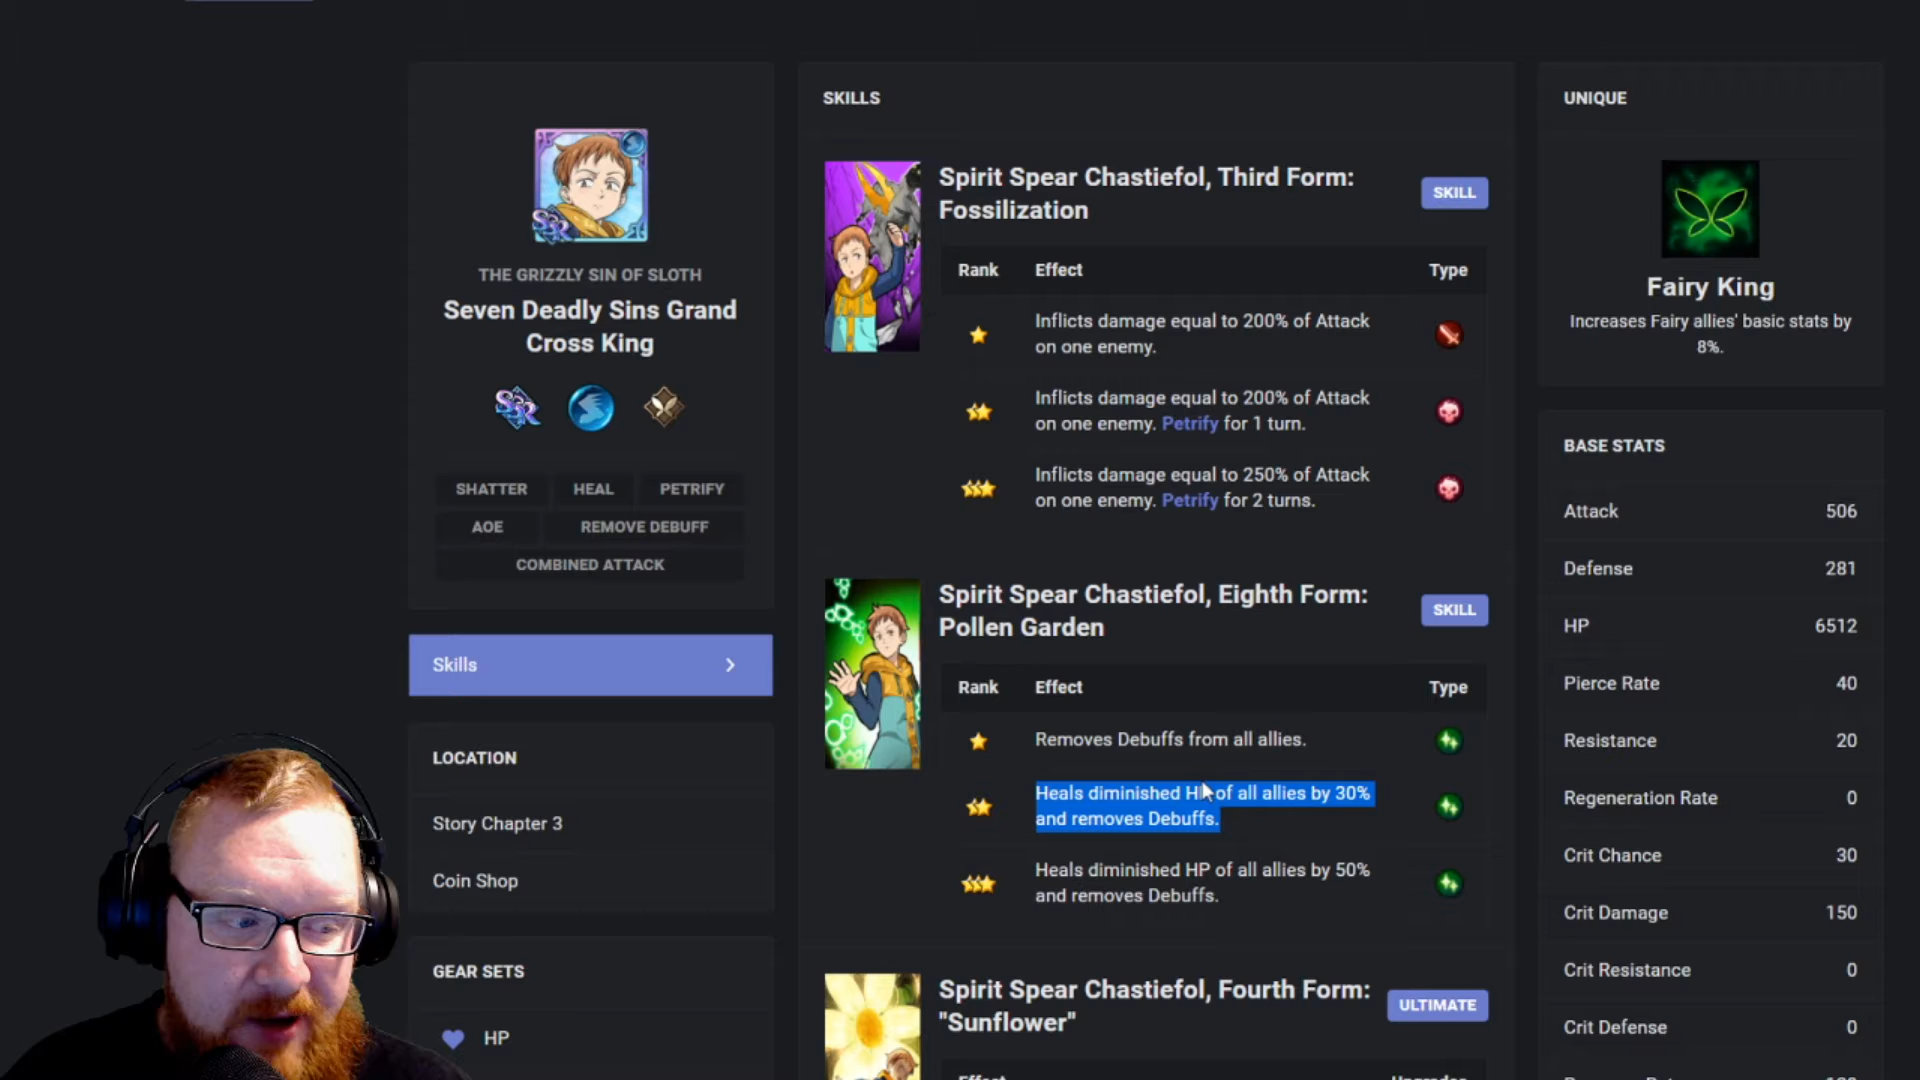 THE GRIZZLY SIN OF SLOTH
Seven Deadly Sins Grand
Cross King
SSR
SHATTER
HEAL
PETRIFY
AOE
REMOVE DEBUFF
COMBINED ATTACK
Skills
LOCATION
Story Chapter 3
Coin Shop
GEAR SETS
HP
SKILLS
Spirit Spear Chastiefol, Third Form:
Fossilization
SKILL
Rank Effect Type
Inflicts damage equal to 200% of Attack
on one enemy.
Inflicts damage equal to 200% of Attack
on one enemy. Petrify for 1 turn.
Inflicts damage equal to 250% of Attack
on one enemy. Petrify for 2 turns.
Spirit Spear Chastiefol, Eighth Form:
Pollen Garden
SKILL
Rank Effect Type
Removes Debuffs from all allies.
Heals diminished HP of all allies by 30%
and removes Debuffs.
Heals diminished HP of all allies by 50%
and removes Debuffs.
Spirit Spear Chastiefol, Fourth Form:
"Sunflower"
ULTIMATE
Effect
UNIQUE
Fairy King
Increases Fairy allies' basic stats by
8%.
BASE STATS
Attack 506
Defense 281
HP 6512
Pierce Rate 40
Resistance 20
Regeneration Rate 0
Crit Chance 30
Crit Damage 150
Crit Resistance 0
Crit Defense 0